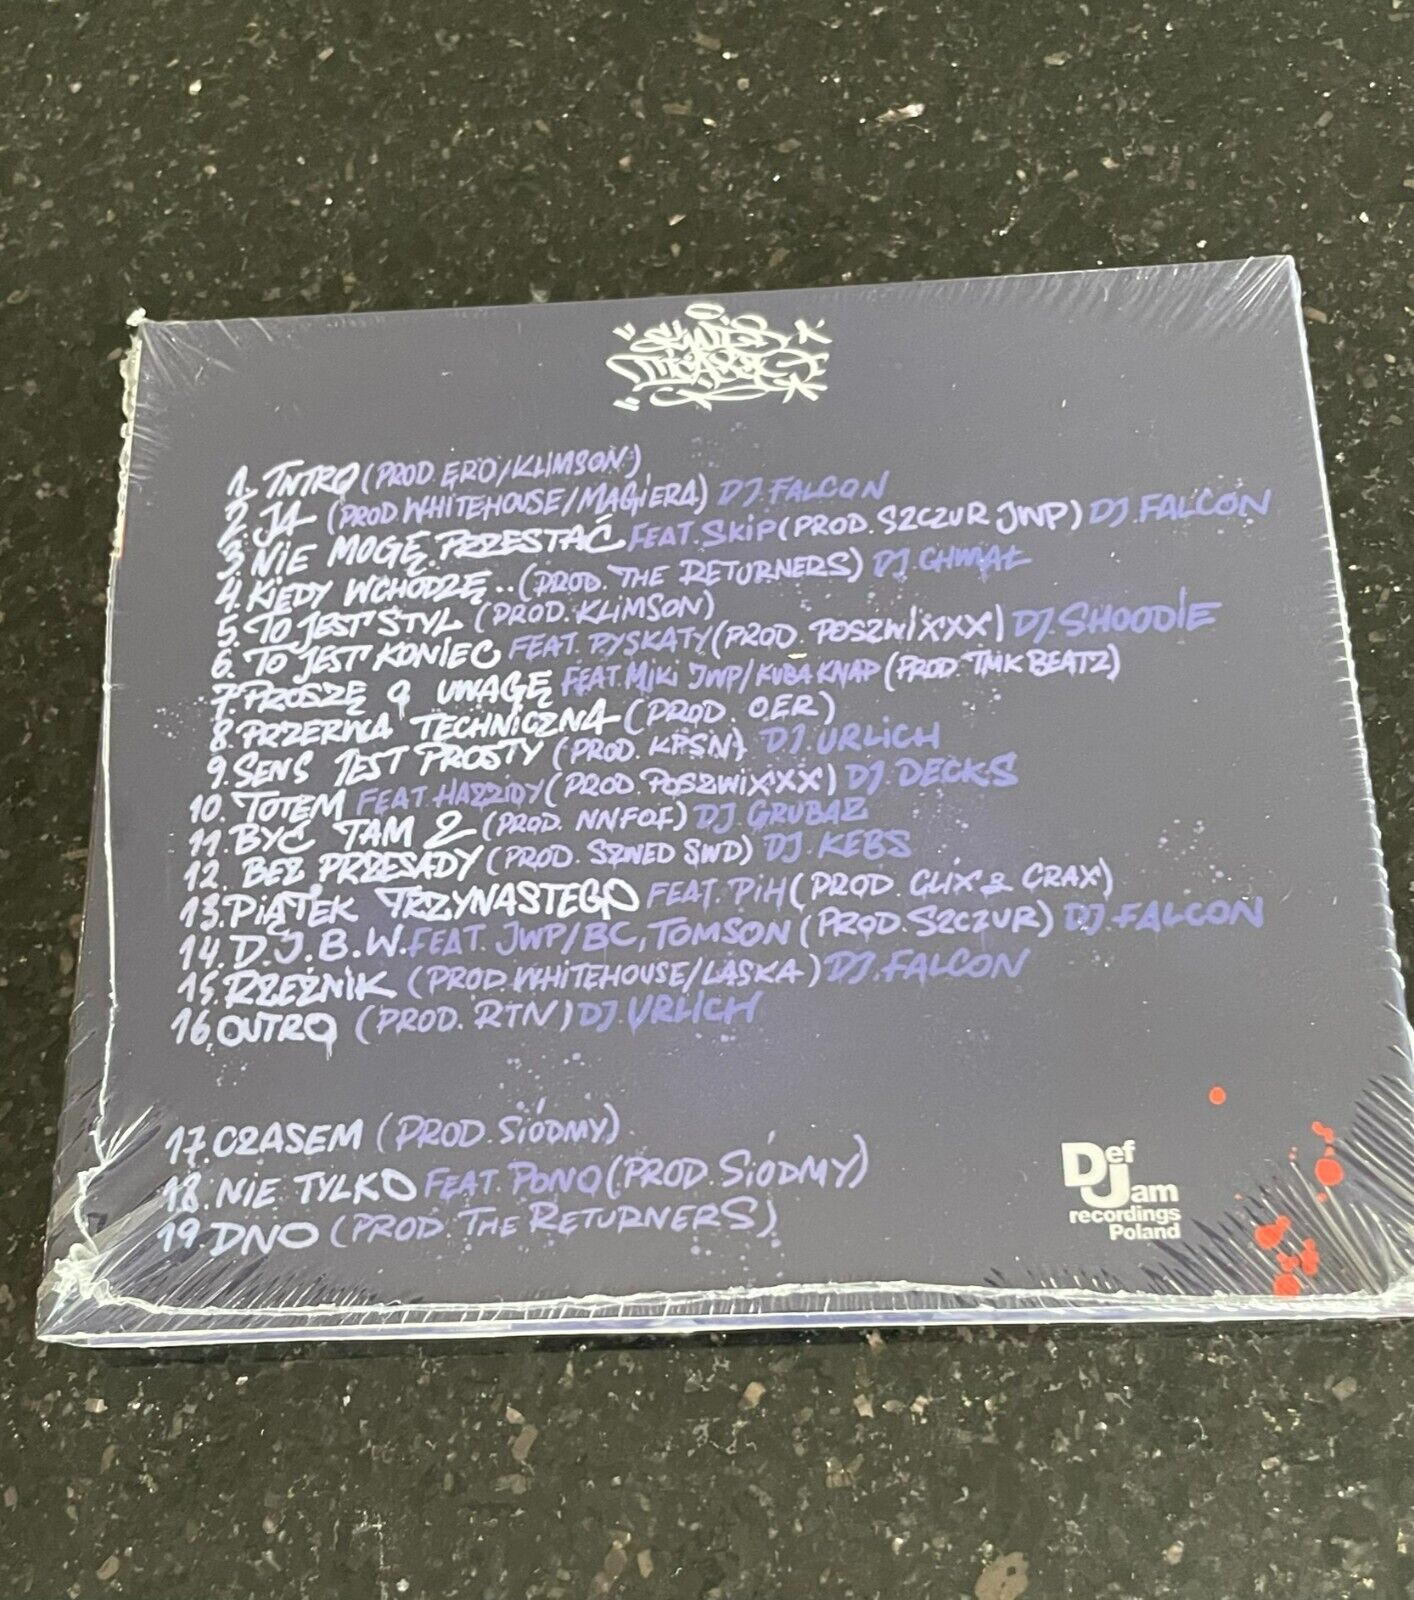 1. INTRO (PROD. ERO/KLIMSON)
2. JA (PROD WHITEHOUSE/MAGIERA) DJ.FALCON
3. NIE MOGĘ PRZESTAĆ FEAT. SKIP (PROD. SZCZUR JWP) DJ.FALCON
4. KIEDY WCHODZĘ.. (PROD. THE RETURNERS) DJ.CHWIAŁ
5. TO JEST STYL (PROD. KLIMSON)
6. TO JEST KONIEC FEAT. PYSKATY (PROD. POSZWIXXX) DJ.SHOODIE
7. PROSZĘ O UWAGĘ FEAT. MIKI JWP/KUBA KNAP (PROD. TMK BEATZ)
8. PRZERWA TECHNICZNA (PROD. OER)
9. SENS JEST PROSTY (PROD. KPSN) DJ.URLICH
10. TOTEM FEAT. HAZZIDY (PROD. POSZWIXXX) DJ.DECKS
11. BYĆ TAM 2 (PROD. NNFOF) DJ GRUBAZ
12. BEZ PRZESADY (PROD. SZWED SWD) DJ.KEBS
13. PIĄTEK TRZYNASTEGO FEAT. PIH (PROD. GLIX & CRAX)
14. D.J.B.W. FEAT. JWP/BC, TOMSON (PROD. SZCZUR) DJ.FALCON
15. RZEŹNIK (PROD. WHITEHOUSE/LASKA) DJ.FALCON
16. OUTRO (PROD. RTN) DJ.URLICH
17. CZASEM (PROD. SIÓDMY)
18. NIE TYLKO FEAT PONO (PROD. SIÓDMY)
19. DNO (PROD THE RETURNERS)
Def
Jam
recordings
Poland